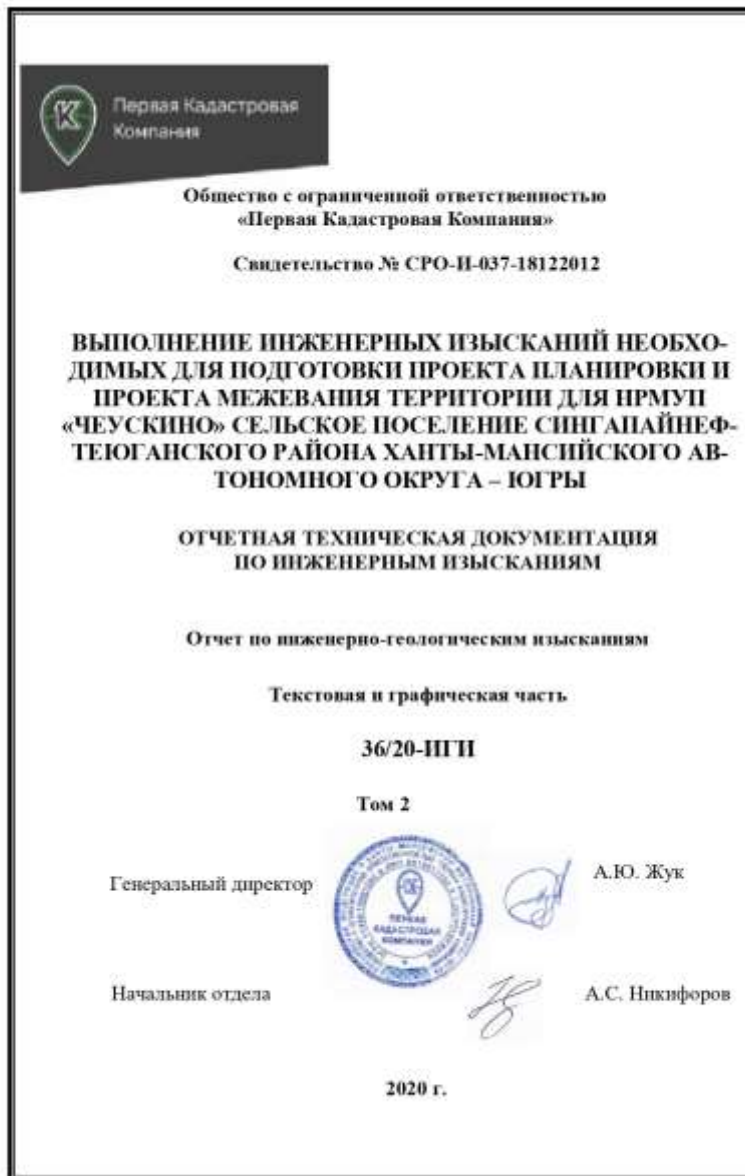 Первая Кадастровая
Компания
Общество с ограниченной ответственностью
«Первая Кадастровая Компания»
Свидетельство № СРО-И-037-18122012
ВЫПОЛНЕНИЕ ИНЖЕНЕРНЫХ ИЗЫСКАНИЙ НЕОБХО-
ДИМЫХ ДЛЯ ПОДГОТОВКИ ПРОЕКТА ПЛАНИРОВКИ И
ПРОЕКТА МЕЖЕВАНИЯ ТЕРРИТОРИИ ДЛЯ НРМУП
«ЧЕУСКИНО» СЕЛЬСКОЕ ПОСЕЛЕНИЕ СИНГАПАЙНЕФ-
ТЕЮГАНСКОГО РАЙОНА ХАНТЫ-МАНСИЙСКОГО АВ-
ТОНОМНОГО ОКРУГА – ЮГРЫ
ОТЧЕТНАЯ ТЕХНИЧЕСКАЯ ДОКУМЕНТАЦИЯ
ПО ИНЖЕНЕРНЫМ ИЗЫСКАНИЯМ
Отчет по инженерно-геологическим изысканиям
Текстовая и графическая часть
36/20-ИГИ
Том 2
Генеральный директор
ПЕРВАЯ
КАДАСТРОВАЯ
КОМПАНИЯ
А.Ю. Жук
Начальник отдела
А.С. Никифоров
2020 г.